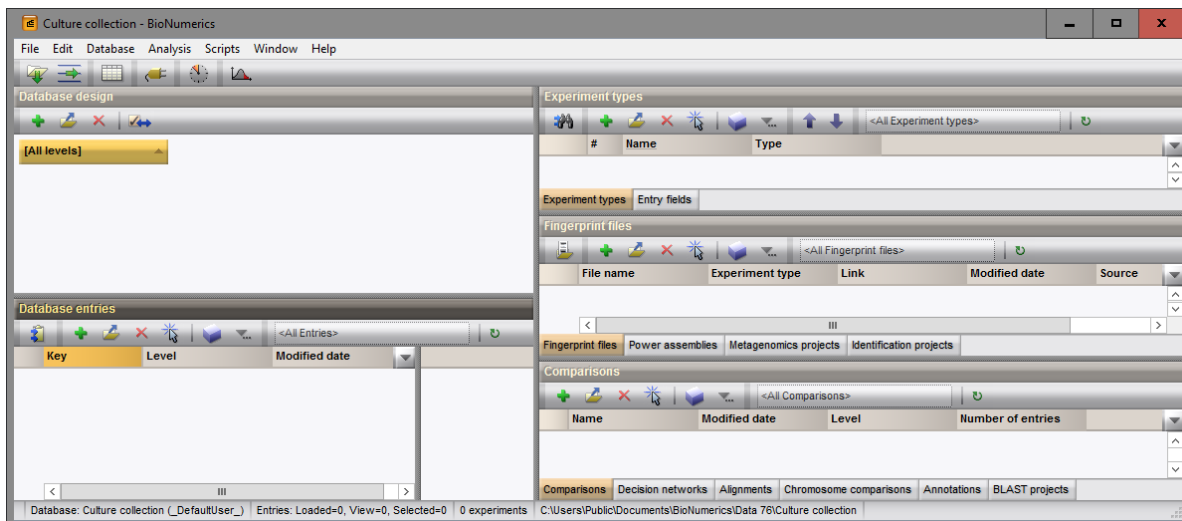 Culture collection - BioNumerics
File Edit Database Analysis Scripts Window Help
Database design
[All levels]
Database entries
<All Entries>
Key Level Modified date
Experiment types
<All Experiment types>
# Name Type
Experiment types Entry fields
Fingerprint files
<All Fingerprint files>
File name Experiment type Link Modified date Source
Fingerprint files Power assemblies Metagenomics projects Identification projects
Comparisons
<All Comparisons>
Name Modified date Level Number of entries
Comparisons Decision networks Alignments Chromosome comparisons Annotations BLAST projects
Database: Culture collection (_DefaultUser_) Entries: Loaded=0, View=0, Selected=0 0 experiments C:\Users\Public\Documents\BioNumerics\Data 76\Culture collection